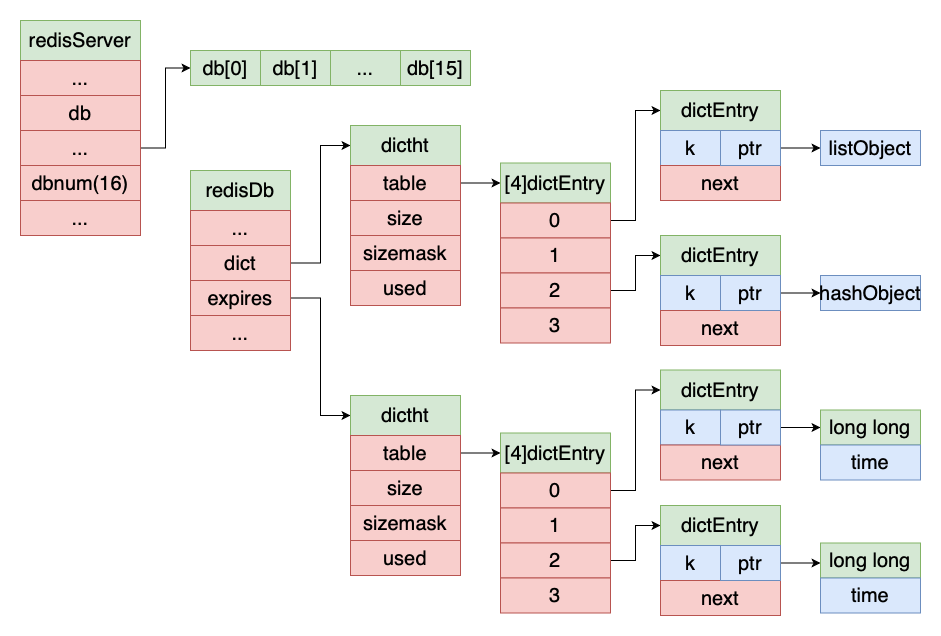 redisServer
...
db
...
dbnum(16)
...
db[0] db[1] ... db[15]
redisDb
...
dict
expires
...
dictht
table
size
sizemask
used
[4]dictEntry
0
1
2
3
dictEntry
k ptr
next
listObject
dictEntry
k ptr
next
hashObject
dictht
table
size
sizemask
used
[4]dictEntry
0
1
2
3
dictEntry
k ptr
next
long long
time
dictEntry
k ptr
next
long long
time